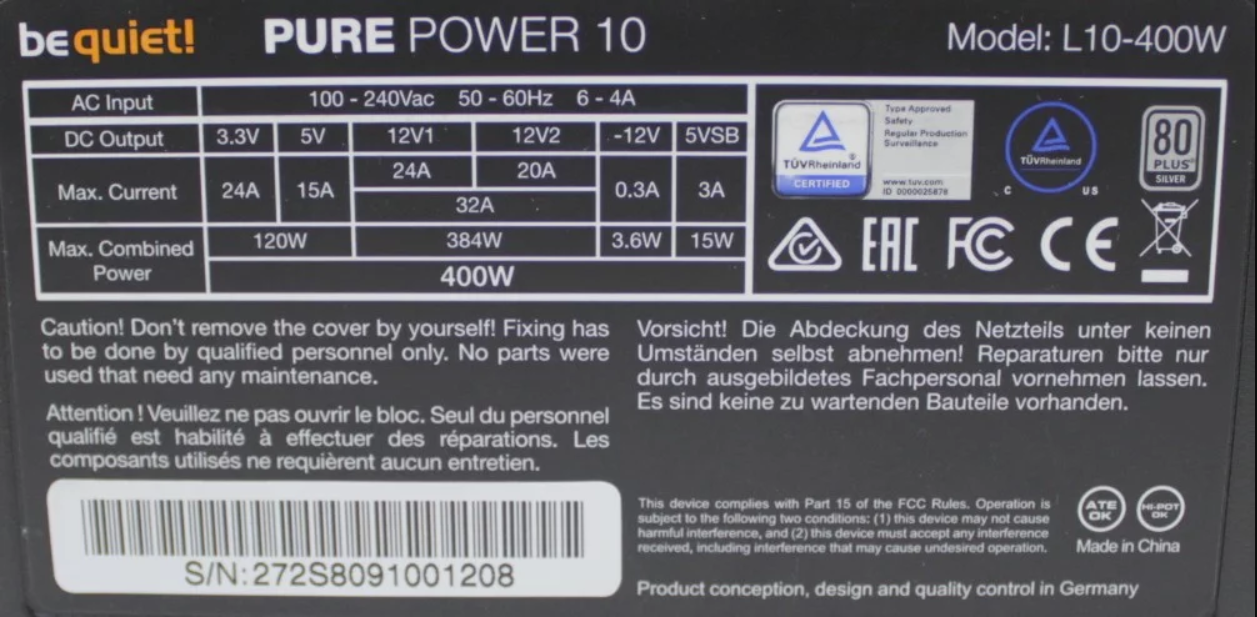 be quiet! PURE POWER 10 Model: L10-400W
AC Input 100 - 240Vac 50 - 60Hz 6 - 4A
DC Output 3.3V 5V 12V1 12V2 -12V 5VSB
Max. Current 24A 15A 24A 20A 0.3A 3A
32A
Max. Combined Power 120W 384W 3.6W 15W
400W
TÜVRheinland®
CERTIFIED
Type Approved
Safety
Regular Production
Surveillance
www.tuv.com
ID 0000025876
TÜVRheinland
C US
80
PLUS
SILVER
EAC FC CE
Caution! Don't remove the cover by yourself! Fixing has
to be done by qualified personnel only. No parts were
used that need any maintenance.
Attention ! Veuillez ne pas ouvrir le bloc. Seul du personnel
qualifié est habilité à effectuer des réparations. Les
composants utilisés ne requièrent aucun entretien.
Vorsicht! Die Abdeckung des Netzteils unter keinen
Umständen selbst abnehmen! Reparaturen bitte nur
durch ausgebildetes Fachpersonal vornehmen lassen.
Es sind keine zu wartenden Bauteile vorhanden.
S/N:272S8091001208
This device complies with Part 15 of the FCC Rules. Operation is
subject to the following two conditions: (1) this device may not cause
harmful interference, and (2) this device must accept any interference
received, including interference that may cause undesired operation.
ATE
OK
HI-POT
OK
Made in China
Product conception, design and quality control in Germany